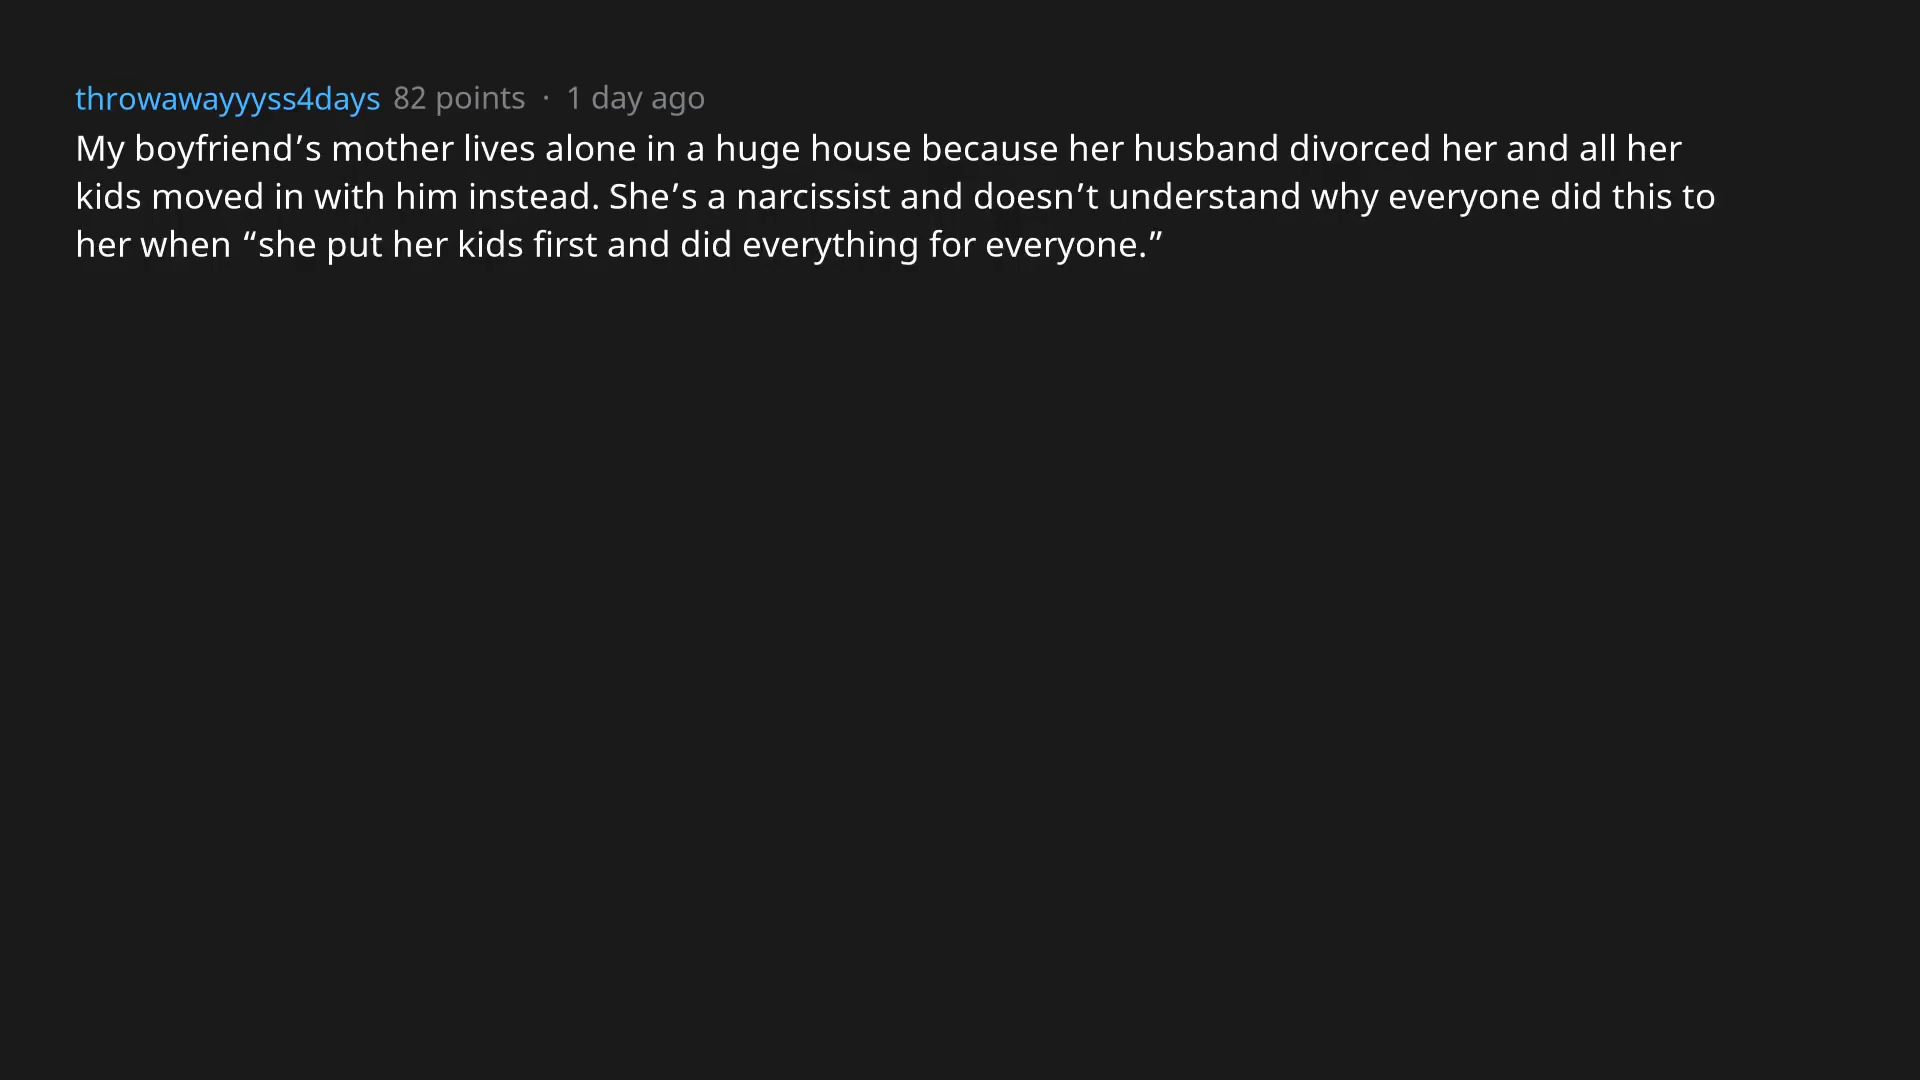 throwawayyyss4days 82 points · 1 day ago
My boyfriend’s mother lives alone in a huge house because her husband divorced her and all her
kids moved in with him instead. She’s a narcissist and doesn’t understand why everyone did this to
her when “she put her kids first and did everything for everyone.”